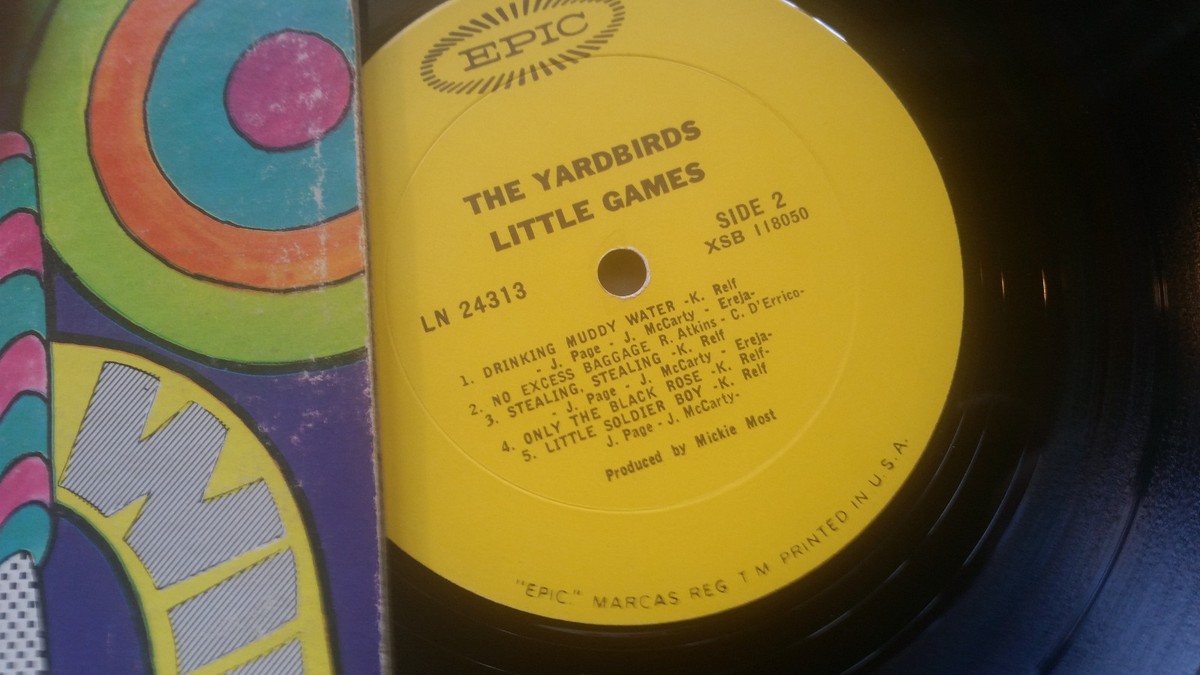 EPIC
THE YARDBIRDS
LITTLE GAMES
SIDE 2
XSB 118050
LN 24313
1. DRINKING MUDDY WATER -K. Relf
- J. Page - J. McCarty - Ereja-
2. NO EXCESS BAGGAGE R. Atkins - C. D'Errico-
3. STEALING, STEALING -K. Relf
- J. Page - J. McCarty - Ereja-
4. ONLY THE BLACK ROSE -K. Relf-
5. LITTLE SOLDIER BOY -K. Relf
J. Page - J. McCarty-
Produced by Mickie Most
"EPIC," MARCAS REG. T M PRINTED IN U.S.A.
WI